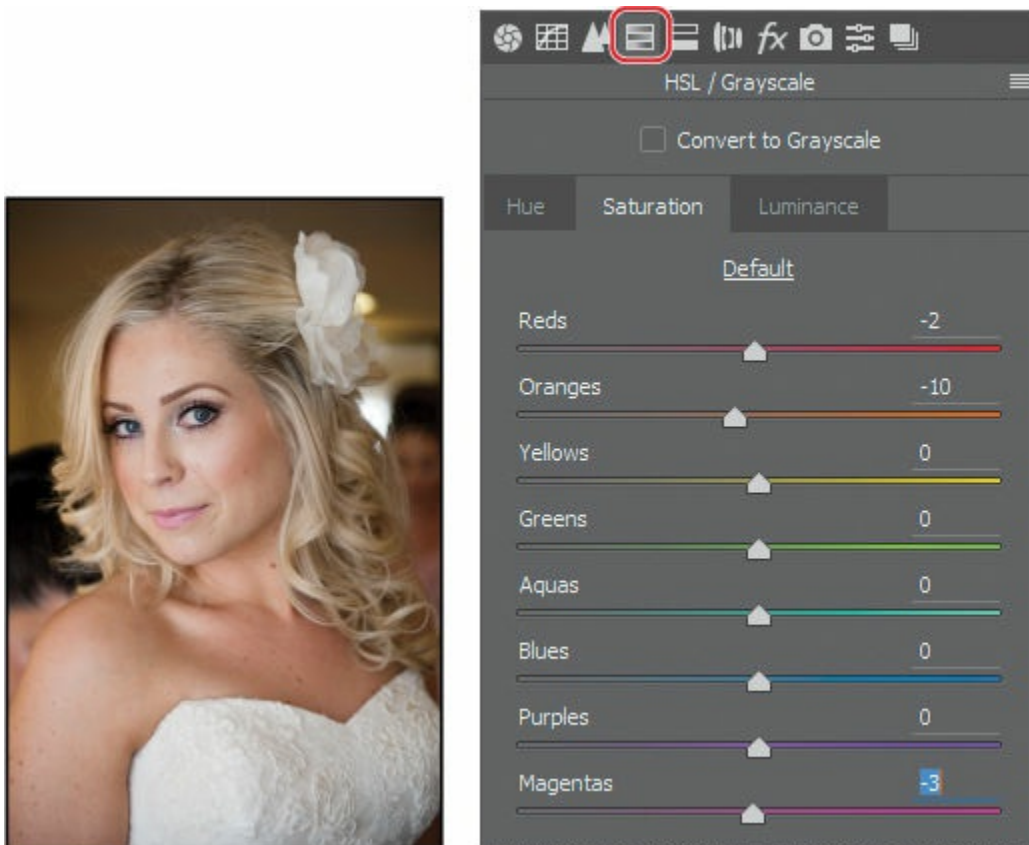 fx
HSL / Grayscale
Convert to Grayscale
Hue Saturation Luminance
Default
Reds -2
Oranges -10
Yellows 0
Greens 0
Aquas 0
Blues 0
Purples 0
Magentas -3